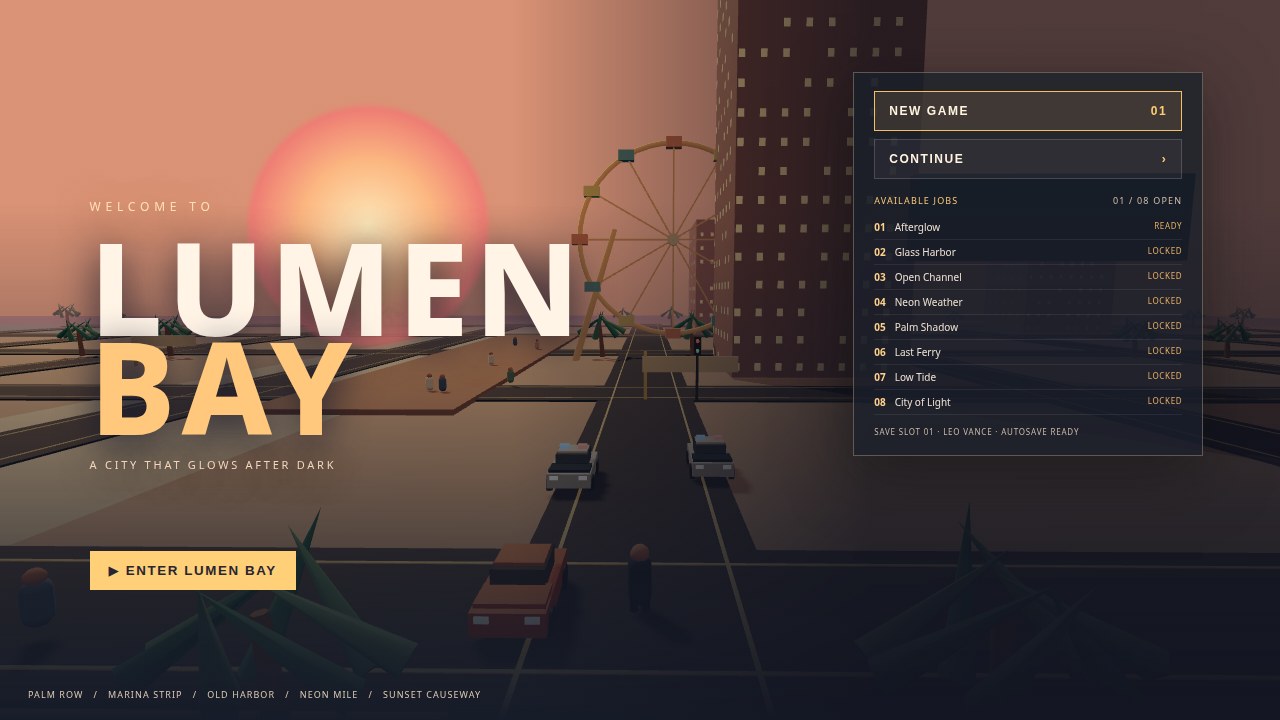 WELCOME TO
LUMEN
BAY
A CITY THAT GLOWS AFTER DARK
▶ ENTER LUMEN BAY
NEW GAME 01
CONTINUE ›
AVAILABLE JOBS 01 / 08 OPEN
01 Afterglow READY
02 Glass Harbor LOCKED
03 Open Channel LOCKED
04 Neon Weather LOCKED
05 Palm Shadow LOCKED
06 Last Ferry LOCKED
07 Low Tide LOCKED
08 City of Light LOCKED
SAVE SLOT 01 · LEO VANCE · AUTOSAVE READY
PALM ROW / MARINA STRIP / OLD HARBOR / NEON MILE / SUNSET CAUSEWAY